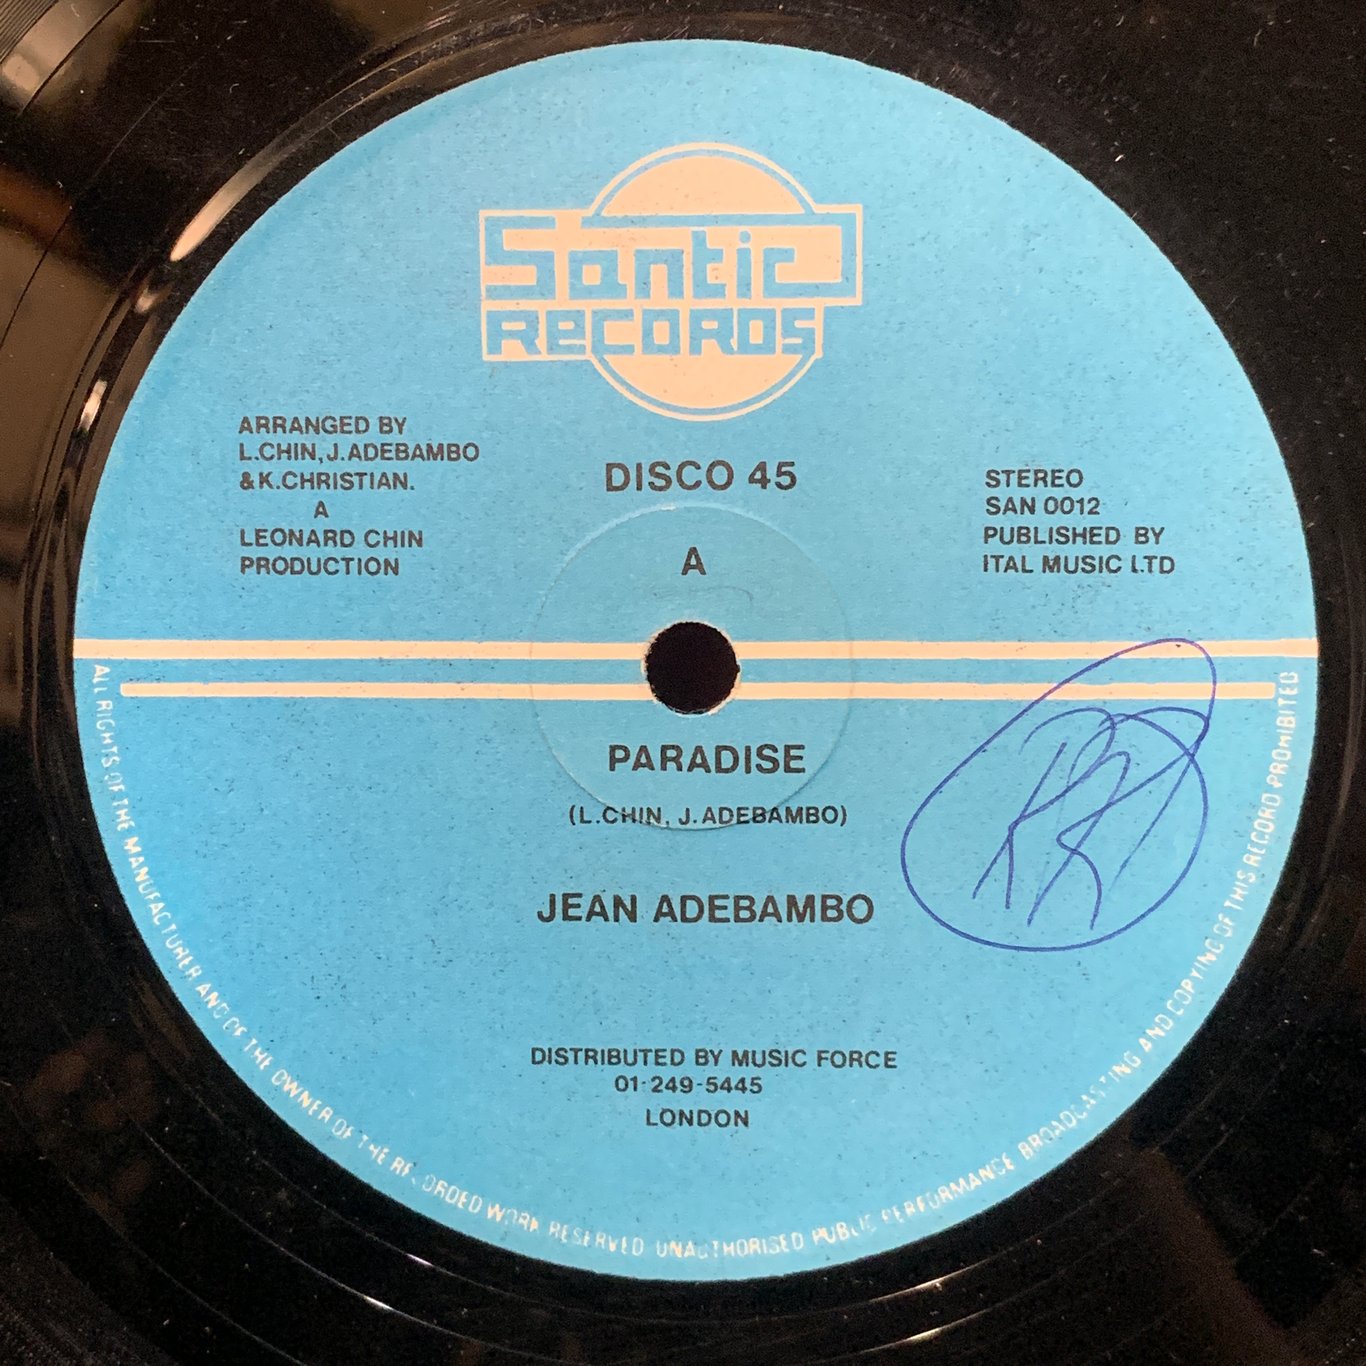 Santic
RECORDS
ARRANGED BY
L.CHIN, J.ADEBAMBO
& K.CHRISTIAN.
A
LEONARD CHIN
PRODUCTION
DISCO 45
A
STEREO
SAN 0012
PUBLISHED BY
ITAL MUSIC LTD
PARADISE
(L.CHIN, J.ADEBAMBO)
JEAN ADEBAMBO
DISTRIBUTED BY MUSIC FORCE
01-249-5445
LONDON
ALL RIGHTS OF THE MANUFACTURER AND OF THE OWNER OF THE RECORDED WORK RESERVED UNAUTHORISED PUBLIC PERFORMANCE BROADCASTING AND COPYING OF THIS RECORD PROHIBITED